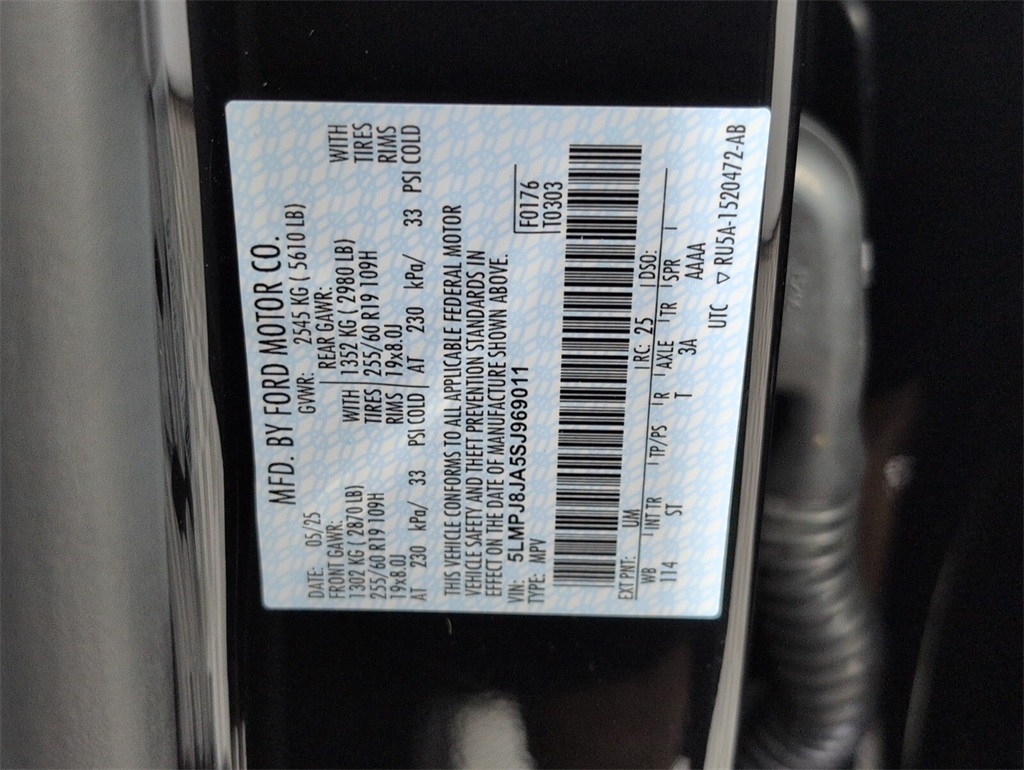 MFD. BY FORD MOTOR CO.
DATE: 05/25 GVWR: 2545 KG ( 5610 LB)
FRONT GAWR: REAR GAWR:
1302 KG ( 2870 LB) WITH 1352 KG ( 2980 LB) WITH
255/60 R19 109H TIRES 255/60 R19 109H TIRES
19x8.0J RIMS 19x8.0J RIMS
AT 230 kPa/ 33 PSI COLD AT 230 kPa/ 33 PSI COLD
THIS VEHICLE CONFORMS TO ALL APPLICABLE FEDERAL MOTOR
VEHICLE SAFETY AND THEFT PREVENTION STANDARDS IN
EFFECT ON THE DATE OF MANUFACTURE SHOWN ABOVE.
VIN: 5LMPJ8JA5SJ969011 F0176
TYPE: MPV T0303
EXT PNT: UM RC: 25 DSO:
WB INT TR TP/PS R AXLE TR SPR
114 ST T 3A AAAA
UTC ▽ RU5A-1520472-AB